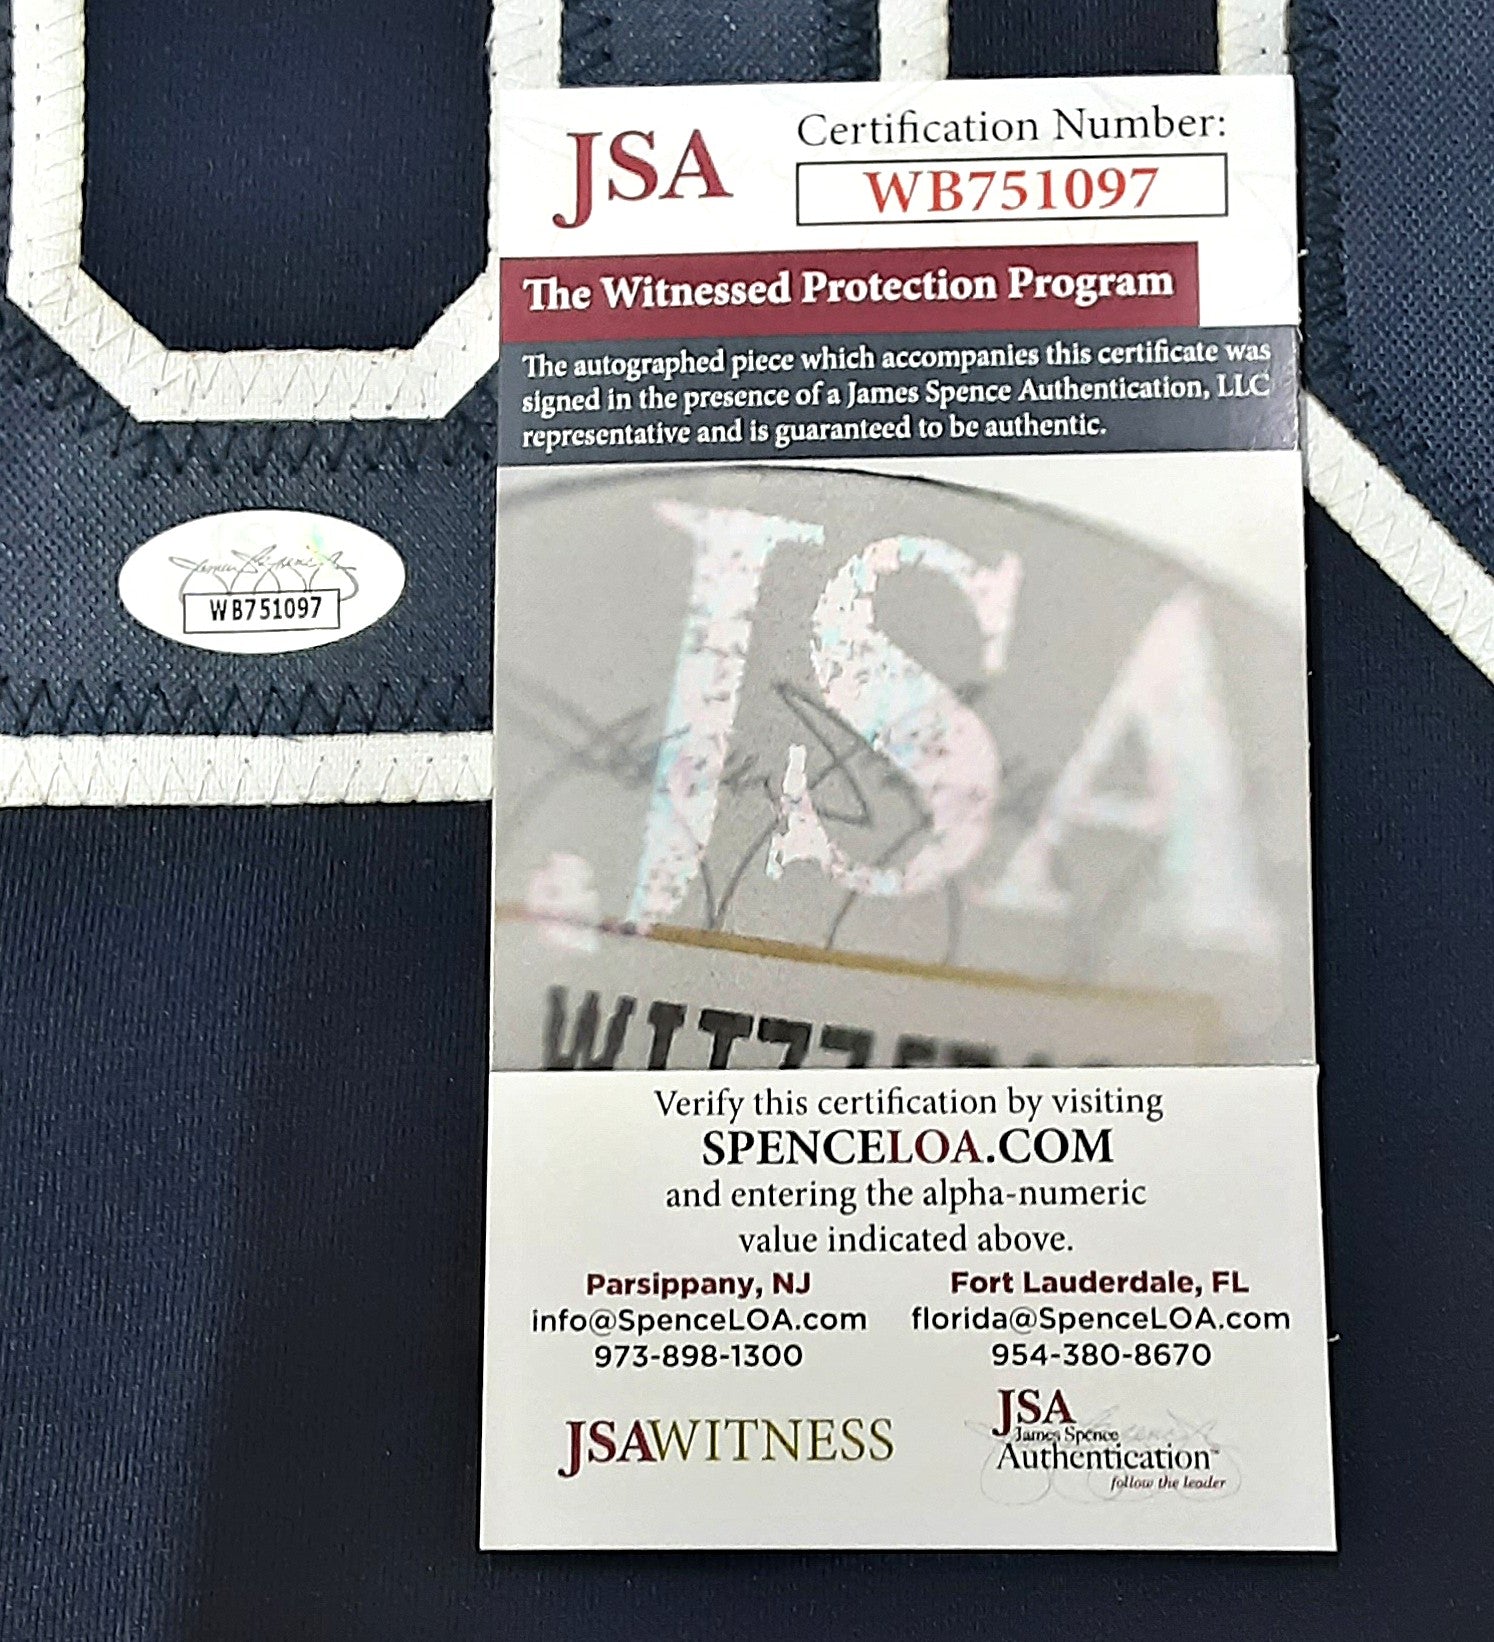 JSA
Certification Number:
WB751097
The Witnessed Protection Program
The autographed piece which accompanies this certificate was
signed in the presence of a James Spence Authentication, LLC
representative and is guaranteed to be authentic.
WB751097
JSA
Verify this certification by visiting
SPENCELOA.COM
and entering the alpha-numeric
value indicated above.
Parsippany, NJ
info@SpenceLOA.com
973-898-1300
Fort Lauderdale, FL
florida@SpenceLOA.com
954-380-8670
JSAWITNESS
JSA
James Spence
Authentication™
follow the leader